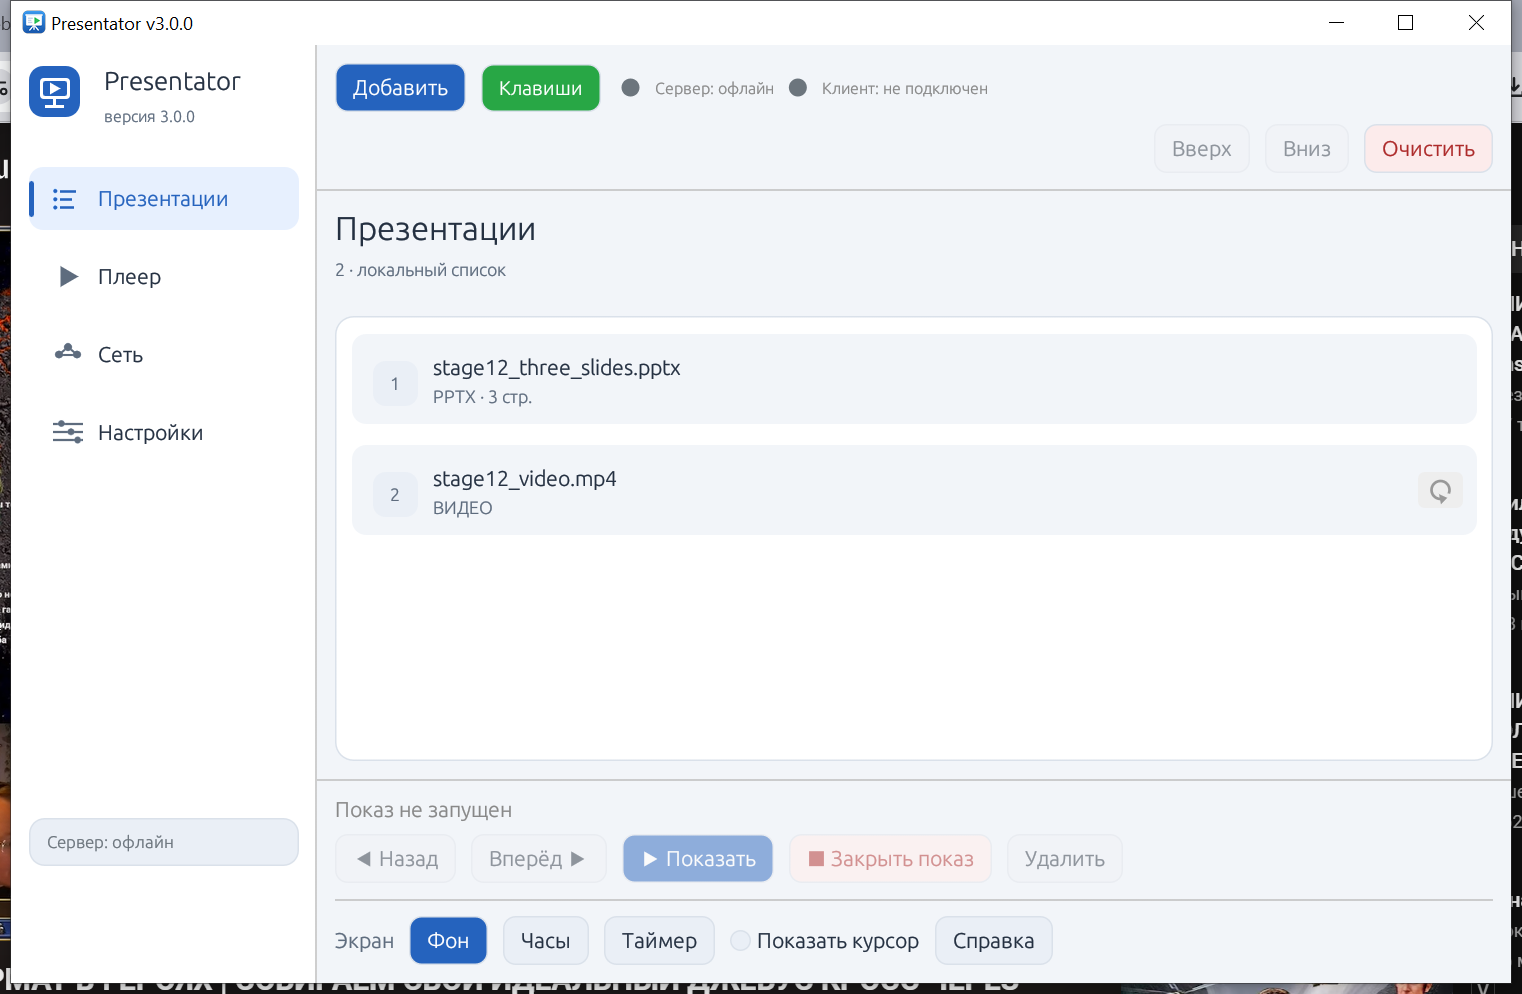 Presentator v3.0.0
Presentator
версия 3.0.0
Презентации
Плеер
Сеть
Настройки
Сервер: офлайн
Добавить
Клавиши
Сервер: офлайн
Клиент: не подключен
Вверх
Вниз
Очистить
Презентации
2 · локальный список
1
stage12_three_slides.pptx
PPTX · 3 стр.
2
stage12_video.mp4
ВИДЕО
Показ не запущен
◀ Назад
Вперёд ▶
▶ Показать
■ Закрыть показ
Удалить
Экран
Фон
Часы
Таймер
Показать курсор
Справка